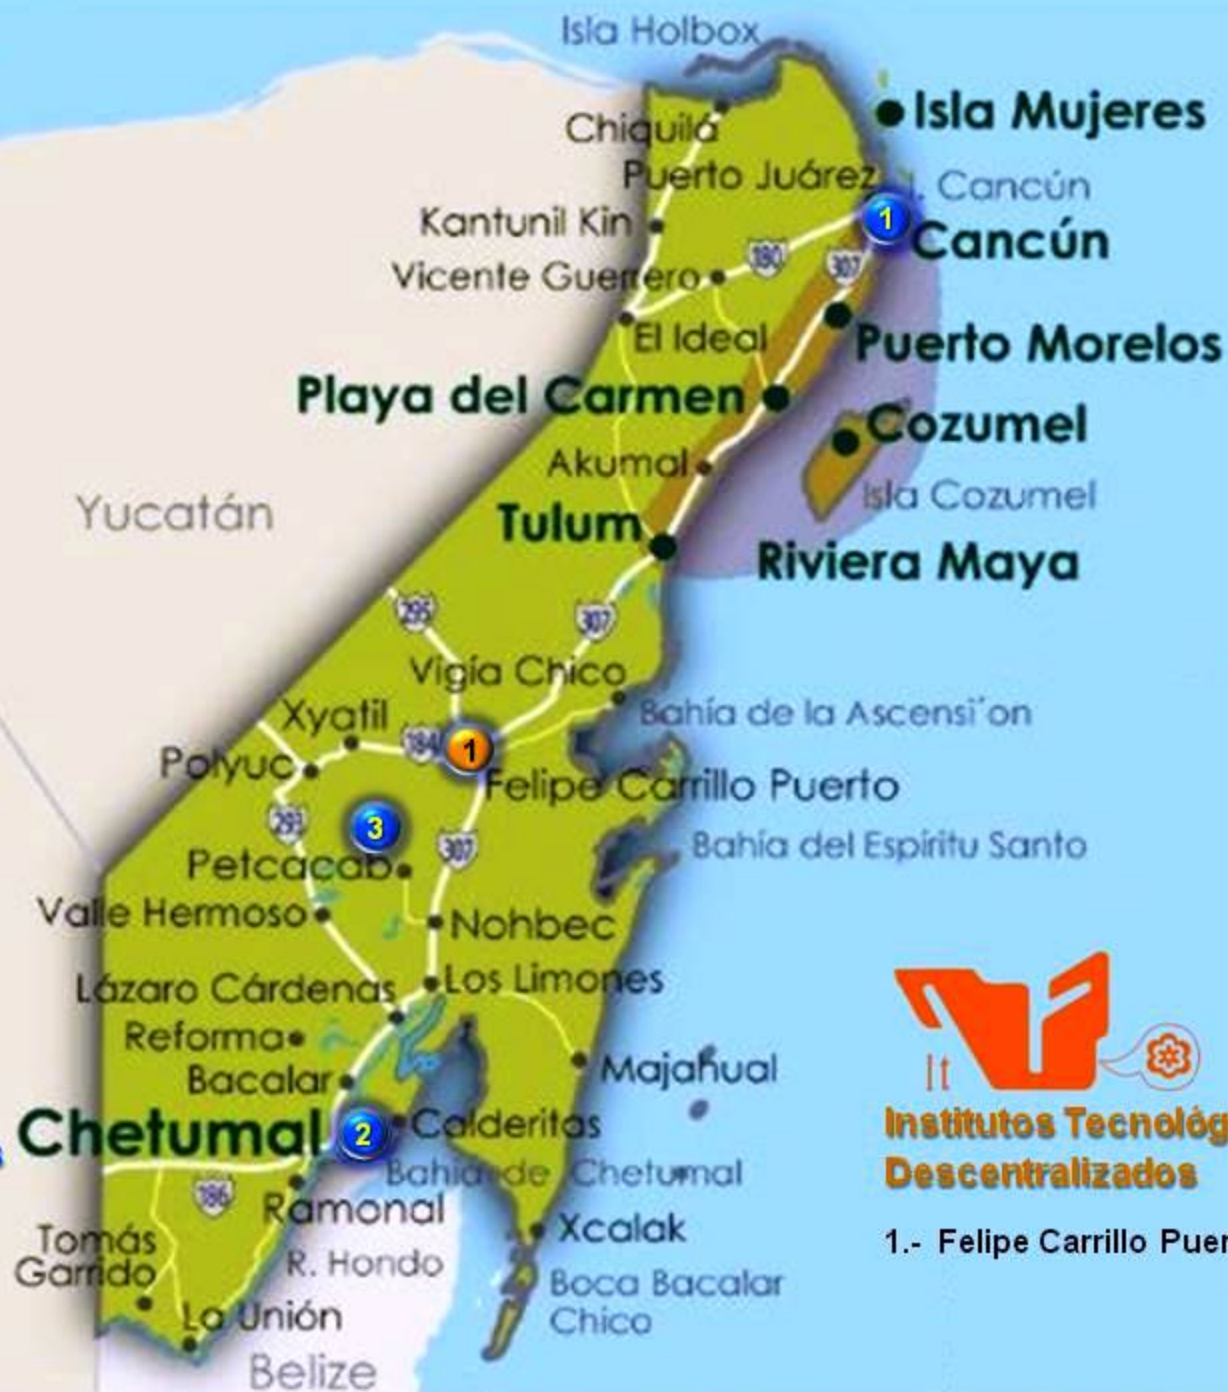 Isla Holbox
Isla Mujeres
Chiquilá
Puerto Juárez
I. Cancún
1
Kantunil Kin
Cancún
180
307
Vicente Guerrero
El Ideal
Puerto Morelos
Playa del Carmen
Cozumel
Akumal
Isla Cozumel
Yucatán
Tulum
Riviera Maya
295
307
Vigía Chico
Xyatil
Bahía de la Ascensi´on
184
1
Polyuc
Felipe Carrillo Puerto
293
3
307
Bahía del Espíritu Santo
Petcacab
Valle Hermoso
Nohbec
Lázaro Cárdenas
Los Limones
Reforma
Majahual
Bacalar
It
Chetumal
2
Calderitas
Institutos Tecnológ
Descentralizados
Bahía de Chetumal
186
Ramonal
Xcalak
1.- Felipe Carrillo Puer
Tomás
Garrido
R. Hondo
Boca Bacalar
Chico
La Unión
Belize